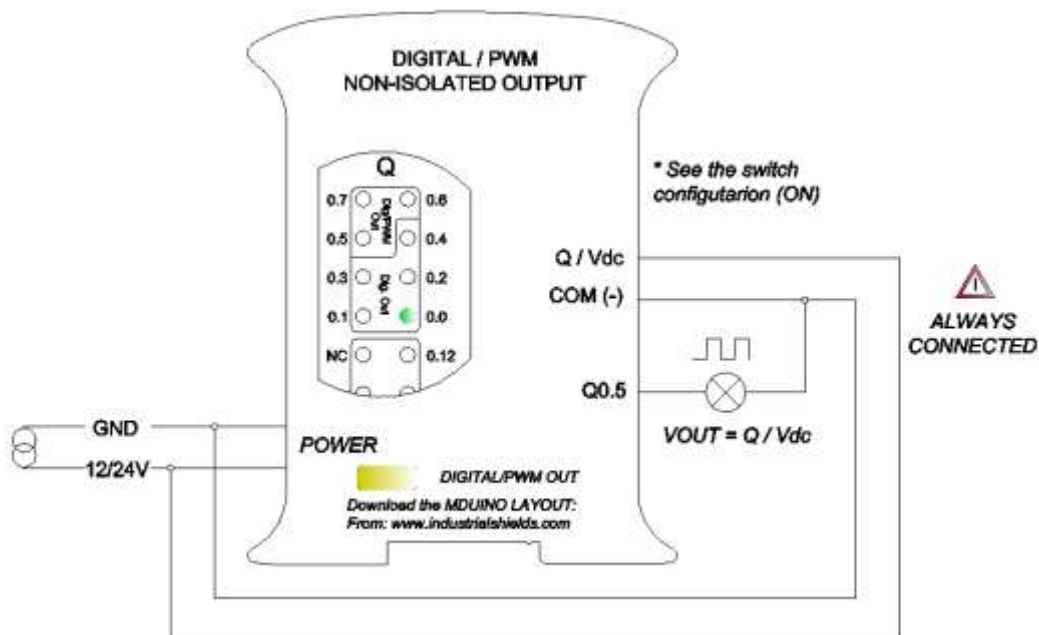 DIGITAL / PWM
NON-ISOLATED OUTPUT
Q
0.7
0.6
Dig/PWM
Out
0.5
0.4
0.3
0.2
Dig. Out
0.1
0.0
NC
0.12
* See the switch
configutarion (ON)
Q / Vdc
COM (-)
ALWAYS
CONNECTED
Q0.5
VOUT = Q / Vdc
GND
12/24V
POWER
DIGITAL/PWM OUT
Download the MDUINO LAYOUT:
From: www.industrialshields.com